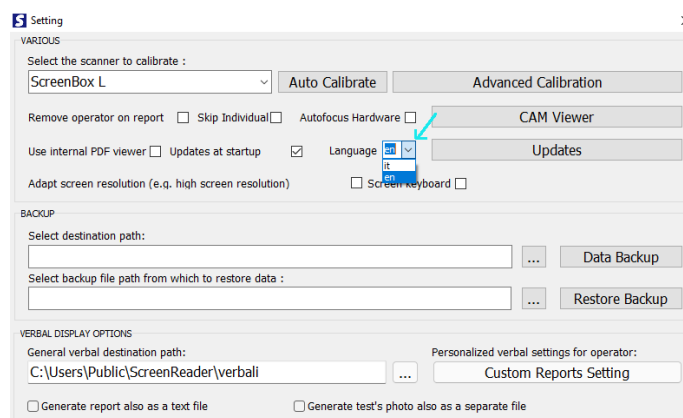 Setting
VARIOUS
Select the scanner to calibrate :
ScreenBox L Auto Calibrate Advanced Calibration
Remove operator on report Skip Individual Autofocus Hardware CAM Viewer
Use internal PDF viewer Updates at startup Language en Updates
it
en
Adapt screen resolution (e.g. high screen resolution) Screen keyboard
BACKUP
Select destination path:
... Data Backup
Select backup file path from which to restore data :
... Restore Backup
VERBAL DISPLAY OPTIONS
General verbal destination path: Personalized verbal settings for operator:
C:\Users\Public\ScreenReader\verbali ... Custom Reports Setting
Generate report also as a text file Generate test's photo also as a separate file